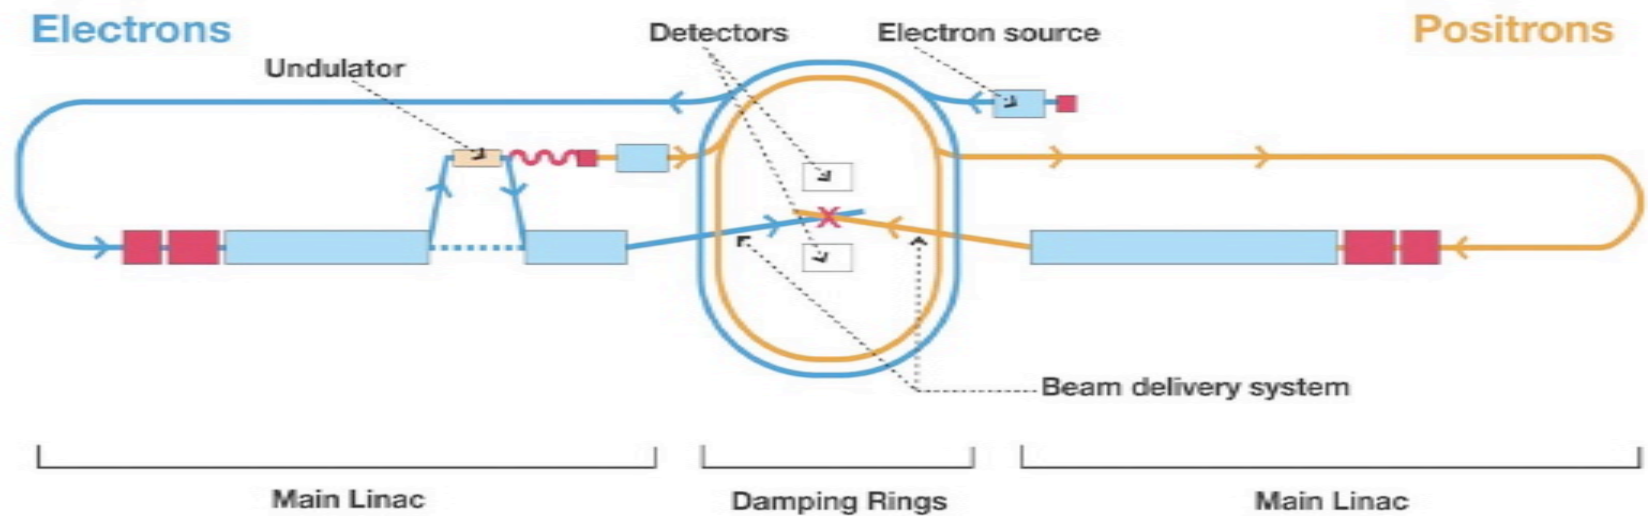 Electrons
Detectors
Electron source
Positrons
Undulator
Beam delivery system
Main Linac
Damping Rings
Main Linac